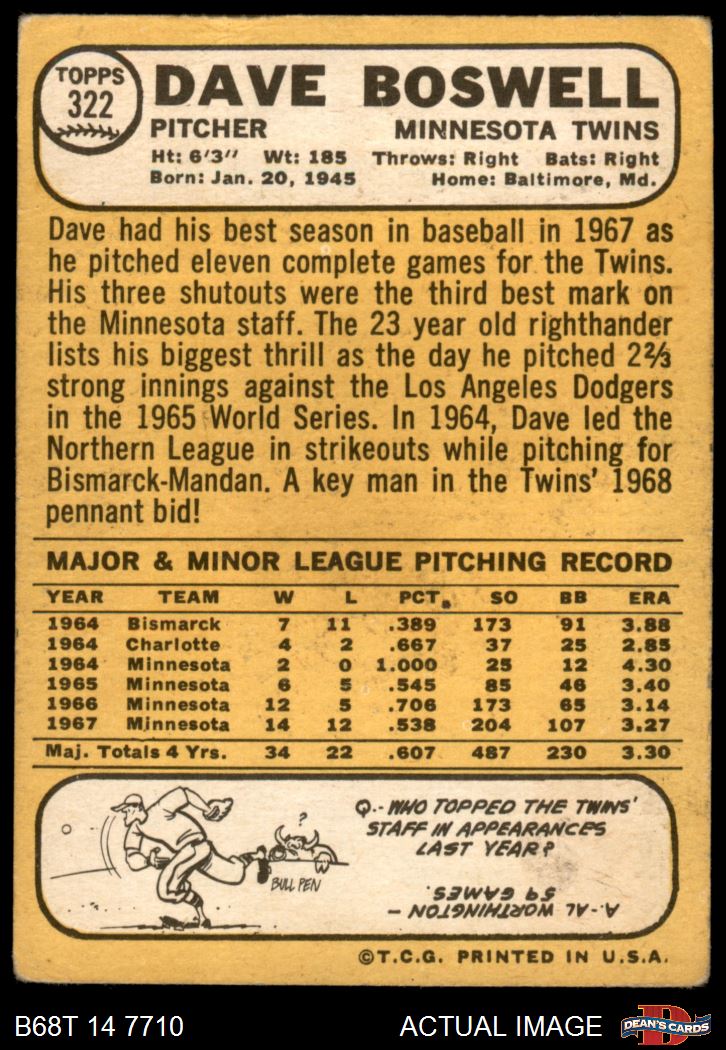 TOPPS
322
DAVE BOSWELL
PITCHER MINNESOTA TWINS
Ht: 6'3" Wt: 185 Throws: Right Bats: Right
Born: Jan. 20, 1945 Home: Baltimore, Md.
Dave had his best season in baseball in 1967 as
he pitched eleven complete games for the Twins.
His three shutouts were the third best mark on
the Minnesota staff. The 23 year old righthander
lists his biggest thrill as the day he pitched 2⅔
strong innings against the Los Angeles Dodgers
in the 1965 World Series. In 1964, Dave led the
Northern League in strikeouts while pitching for
Bismarck-Mandan. A key man in the Twins' 1968
pennant bid!
MAJOR & MINOR LEAGUE PITCHING RECORD
YEAR TEAM W L PCT. SO BB ERA
1964 Bismarck 7 11 .389 173 91 3.88
1964 Charlotte 4 2 .667 37 25 2.85
1964 Minnesota 2 0 1.000 25 12 4.30
1965 Minnesota 6 5 .545 85 46 3.40
1966 Minnesota 12 5 .706 173 65 3.14
1967 Minnesota 14 12 .538 204 107 3.27
Maj. Totals 4 Yrs. 34 22 .607 487 230 3.30
?
BULL PEN
Q.-WHO TOPPED THE TWINS'
STAFF IN APPEARANCES
LAST YEAR?
A.-AL WORTHINGTON –
59 GAMES.
©T.C.G. PRINTED IN U.S.A.
B68T 14 7710 ACTUAL IMAGE
D
DEAN'S CARDS